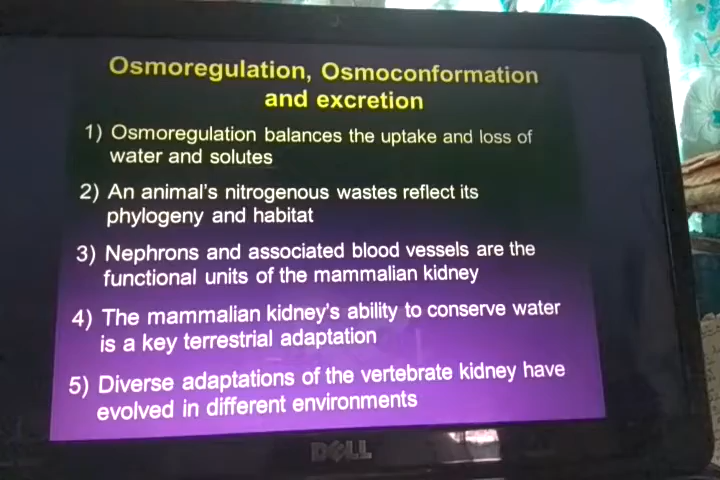 Osmoregulation, Osmoconformation
and excretion
1) Osmoregulation balances the uptake and loss of
water and solutes
2) An animal's nitrogenous wastes reflect its
phylogeny and habitat
3) Nephrons and associated blood vessels are the
functional units of the mammalian kidney
4) The mammalian kidney's ability to conserve water
is a key terrestrial adaptation
5) Diverse adaptations of the vertebrate kidney have
evolved in different environments
DELL